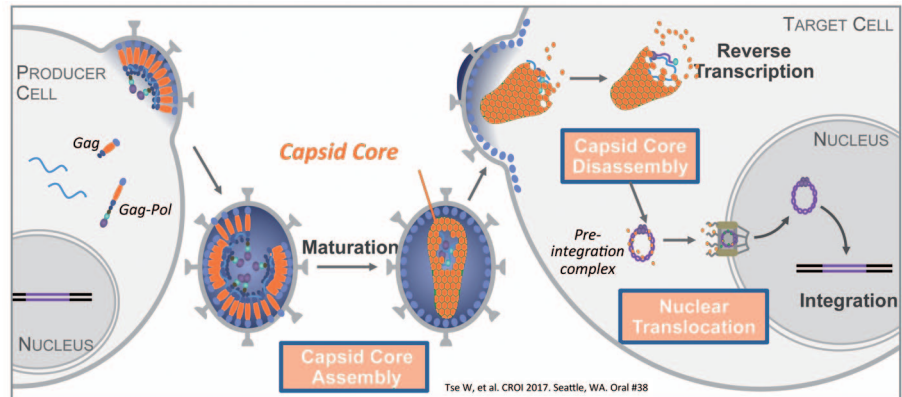 PRODUCER
CELL
Gag
Gag-Pol
NUCLEUS
Capsid Core
Maturation
Capsid Core
Assembly
TARGET CELL
Reverse
Transcription
Capsid Core
Disassembly
NUCLEUS
Pre-
integration
complex
Nuclear
Translocation
Integration
Tse W, et al. CROI 2017. Seattle, WA. Oral #38